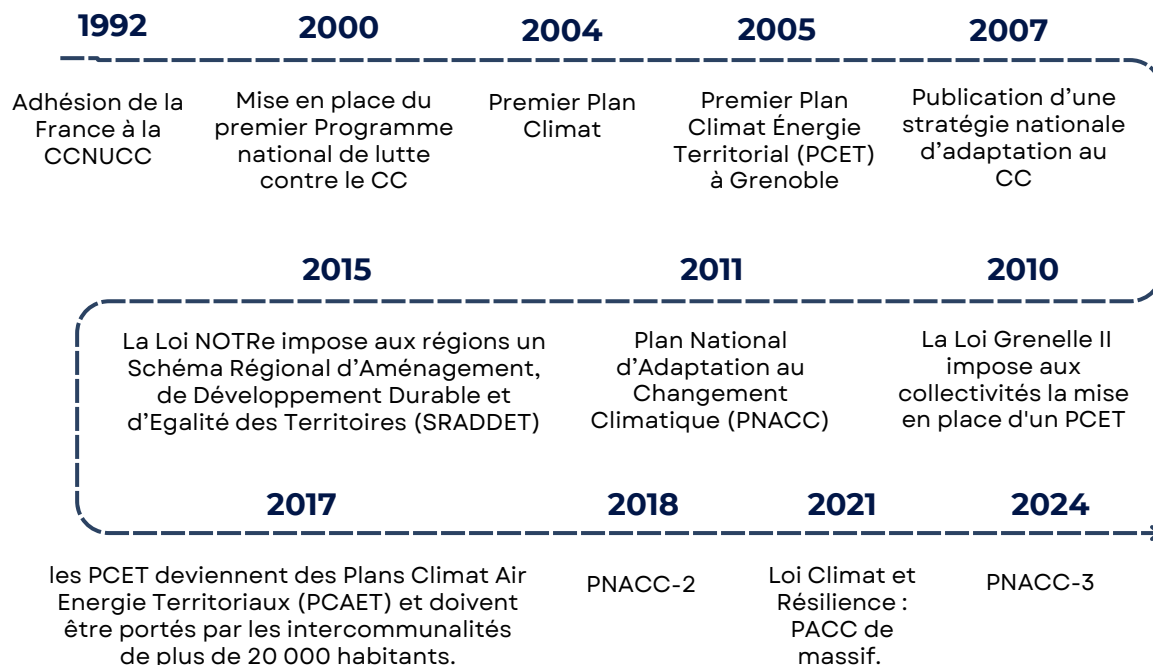 1992
Adhésion de la
France à la
CCNUCC
2000
Mise en place du
premier Programme
national de lutte
contre le CC
2004
Premier Plan
Climat
2005
Premier Plan
Climat Énergie
Territorial (PCET)
à Grenoble
2007
Publication d’une
stratégie nationale
d’adaptation au
CC
2010
La Loi Grenelle II
impose aux
collectivités la mise
en place d'un PCET
2011
Plan National
d’Adaptation au
Changement
Climatique (PNACC)
2015
La Loi NOTRe impose aux régions un
Schéma Régional d’Aménagement,
de Développement Durable et
d’Egalité des Territoires (SRADDET)
2017
les PCET deviennent des Plans Climat Air
Energie Territoriaux (PCAET) et doivent
être portés par les intercommunalités
de plus de 20 000 habitants.
2018
PNACC-2
2021
Loi Climat et
Résilience :
PACC de
massif.
2024
PNACC-3